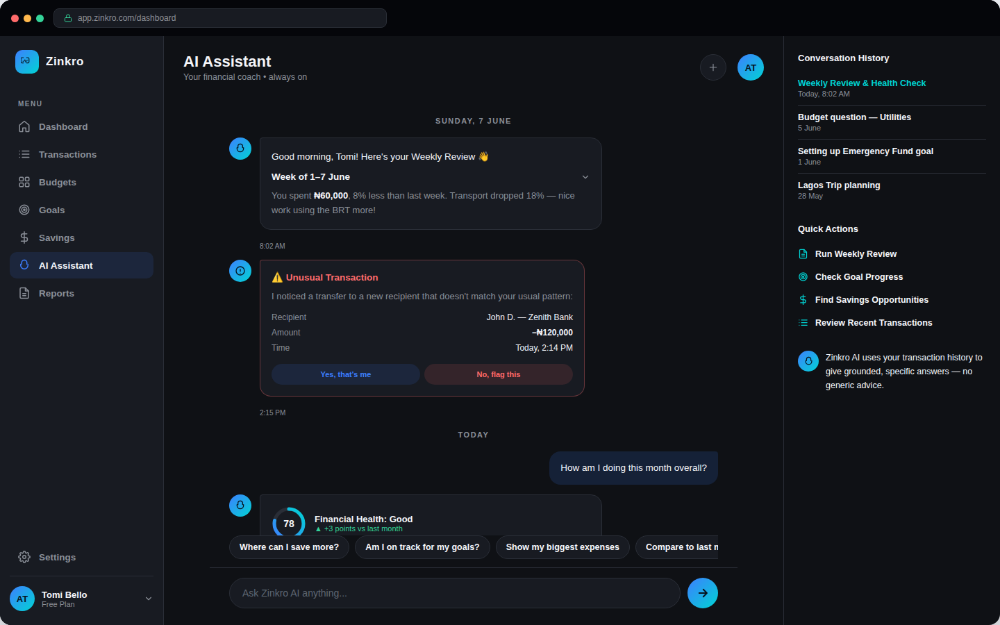 app.zinkro.com/dashboard
Zinkro
MENU
Dashboard
Transactions
Budgets
Goals
Savings
AI Assistant
Reports
Settings
AT
Tomi Bello
Free Plan
AI Assistant
Your financial coach • always on
AT
SUNDAY, 7 JUNE
Good morning, Tomi! Here's your Weekly Review 👋
Week of 1–7 June
You spent ₦60,000, 8% less than last week. Transport dropped 18% — nice
work using the BRT more!
8:02 AM
⚠️ Unusual Transaction
I noticed a transfer to a new recipient that doesn't match your usual pattern:
Recipient John D. — Zenith Bank
Amount −₦120,000
Time Today, 2:14 PM
Yes, that's me No, flag this
2:15 PM
TODAY
How am I doing this month overall?
78
Financial Health: Good
▲ +3 points vs last month
Where can I save more? Am I on track for my goals? Show my biggest expenses Compare to last
Ask Zinkro AI anything...
Conversation History
Weekly Review & Health Check
Today, 8:02 AM
Budget question — Utilities
5 June
Setting up Emergency Fund goal
1 June
Lagos Trip planning
28 May
Quick Actions
Run Weekly Review
Check Goal Progress
Find Savings Opportunities
Review Recent Transactions
Zinkro AI uses your transaction history to
give grounded, specific answers — no
generic advice.